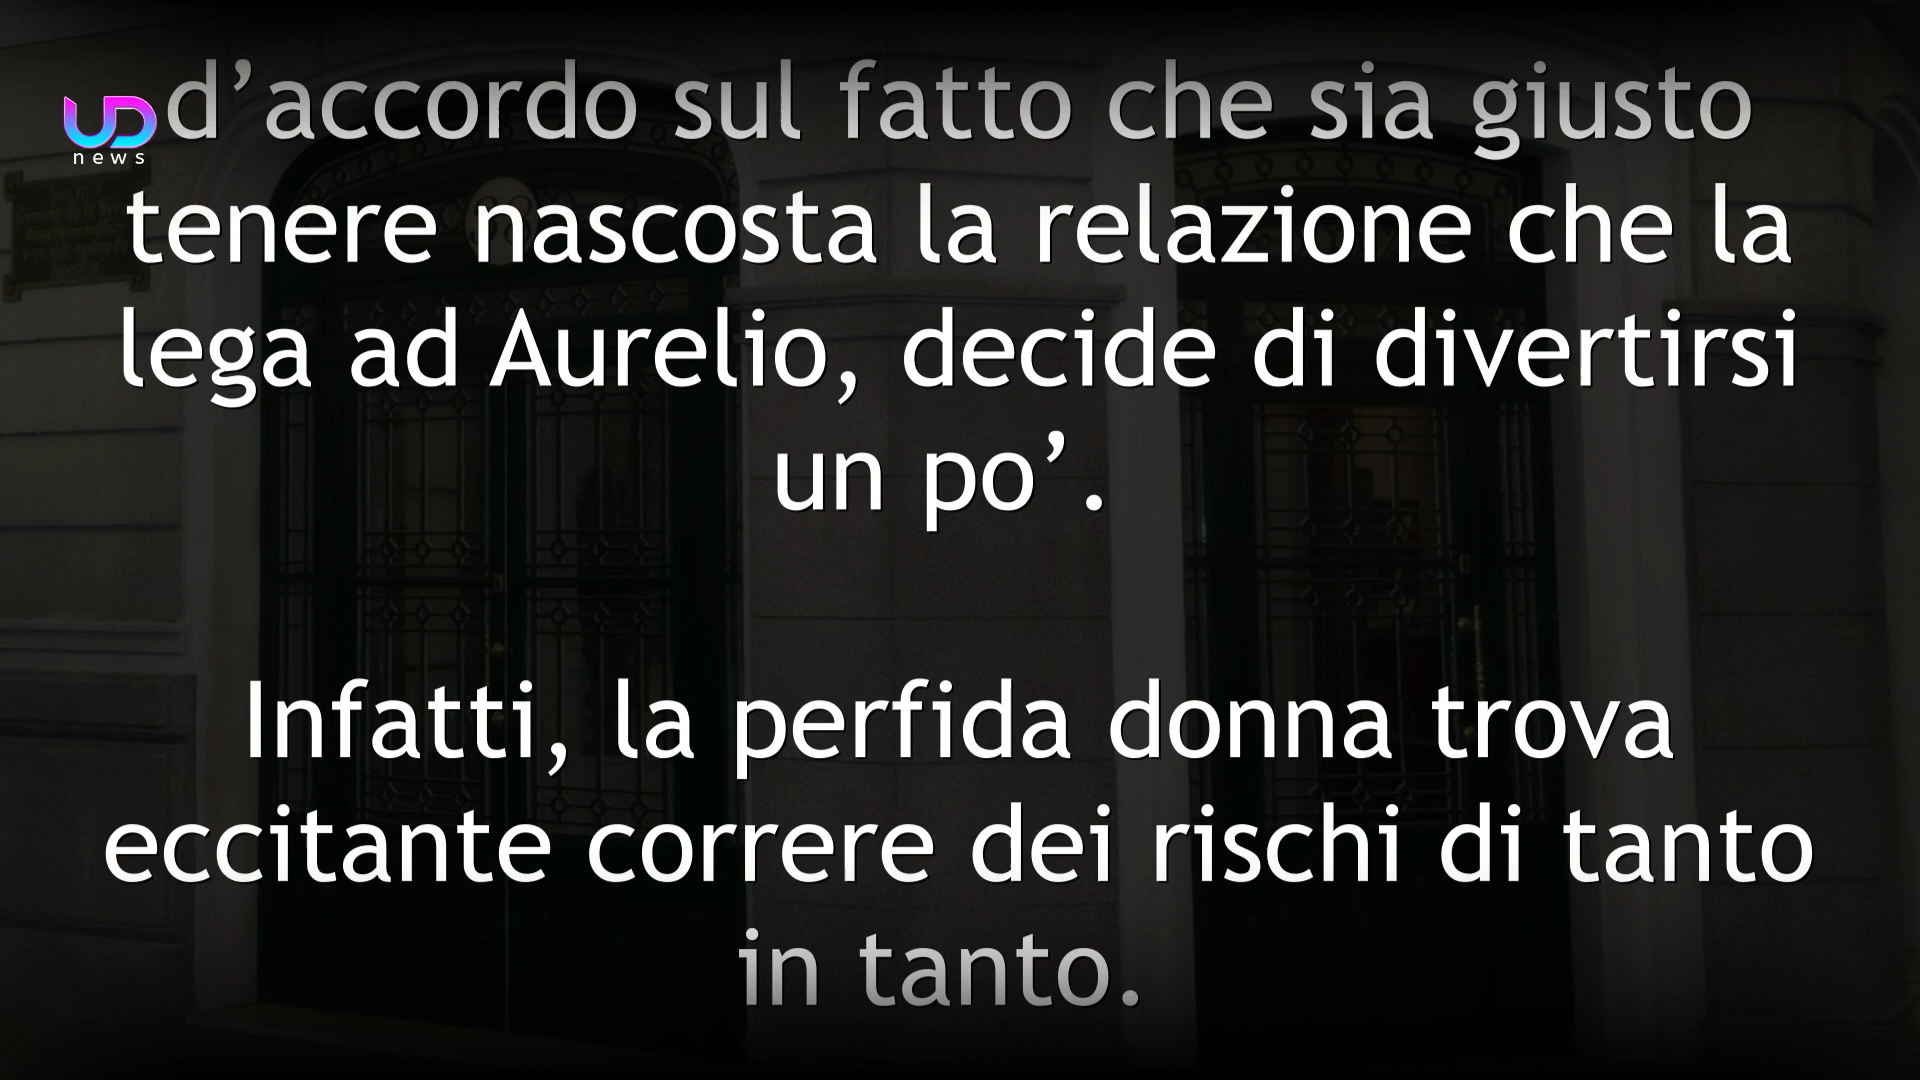 UD
news
d’accordo sul fatto che sia giusto
tenere nascosta la relazione che la
lega ad Aurelio, decide di divertirsi
un po’.
Infatti, la perfida donna trova
eccitante correre dei rischi di tanto
in tanto.